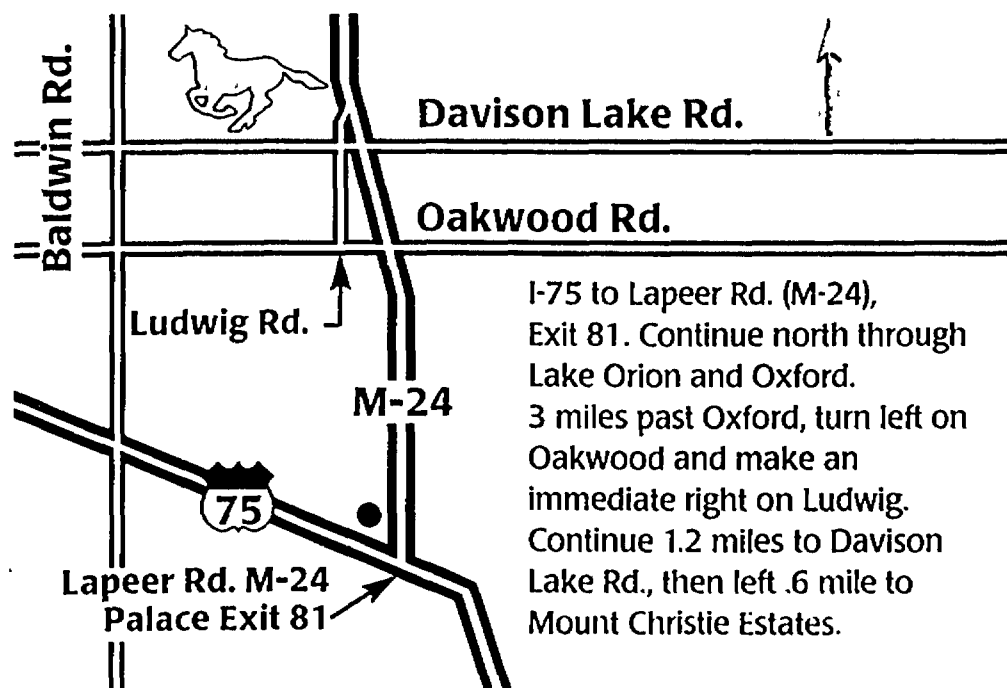 Baldwin Rd.
Davison Lake Rd.
Oakwood Rd.
Ludwig Rd.
M-24
75
Lapeer Rd. M-24
Palace Exit 81
I-75 to Lapeer Rd. (M-24),
Exit 81. Continue north through
Lake Orion and Oxford.
3 miles past Oxford, turn left on
Oakwood and make an
immediate right on Ludwig.
Continue 1.2 miles to Davison
Lake Rd., then left .6 mile to
Mount Christie Estates.